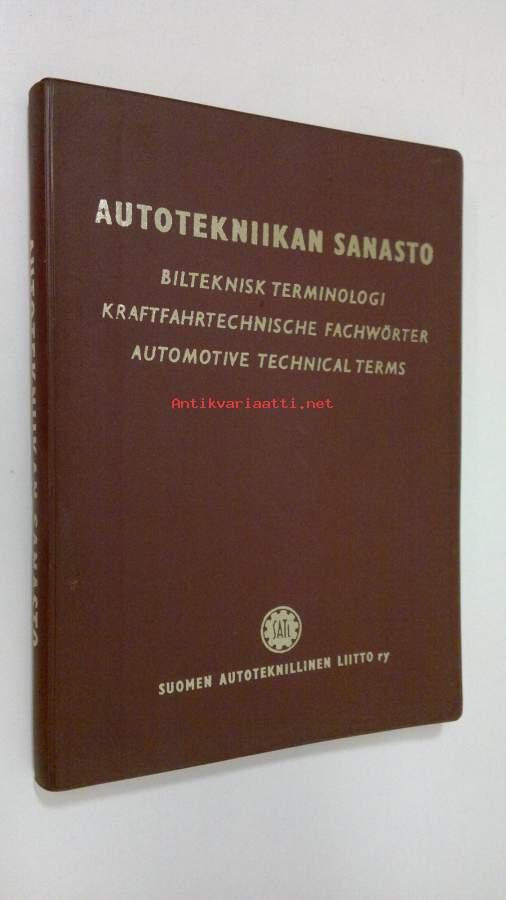 AUTOTEKNIIKAN SANASTO
BILTEKNISK TERMINOLOGI
KRAFTFAHRTECHNISCHE FACHWÖRTER
AUTOMOTIVE TECHNICAL TERMS
Antikvariaatti.net
SATL
SUOMEN AUTOTEKNILLINEN LIITTO ry
AUTOTEKNIIKAN SANASTO